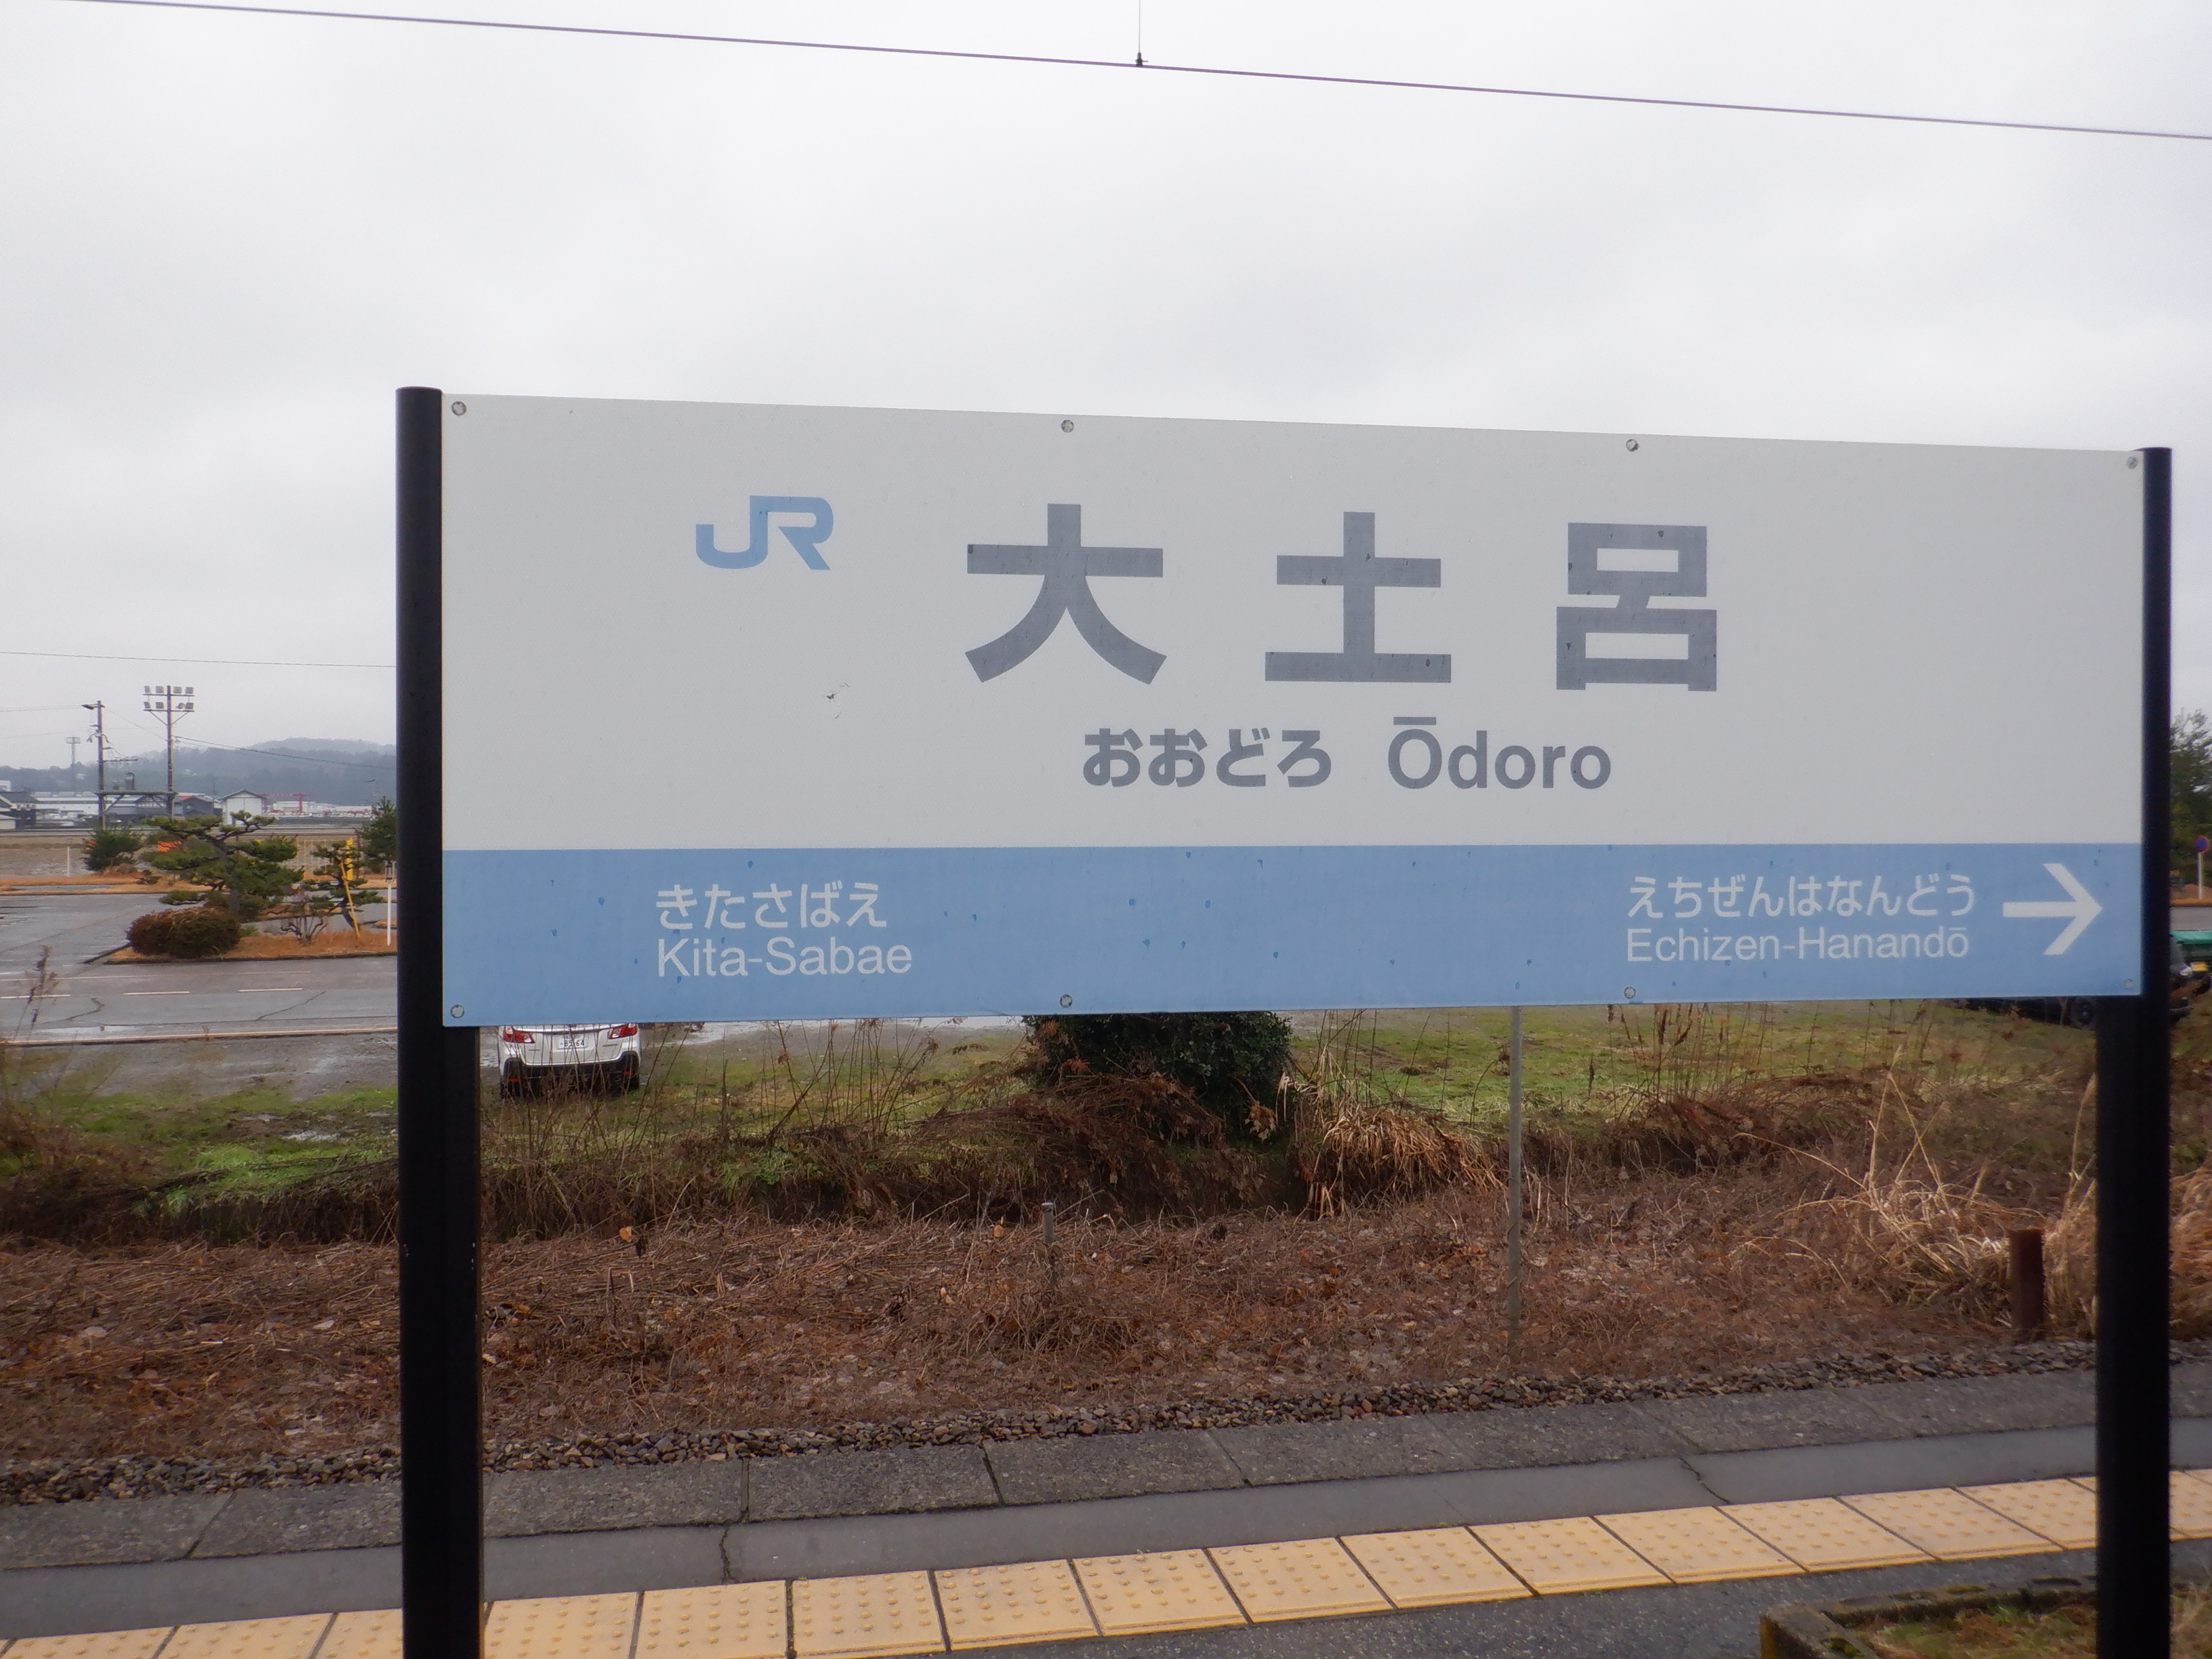 JR 大土呂
おおどろ Ōdoro
きたさばえ
Kita-Sabae
えちぜんはなんどう →
Echizen-Hanandō